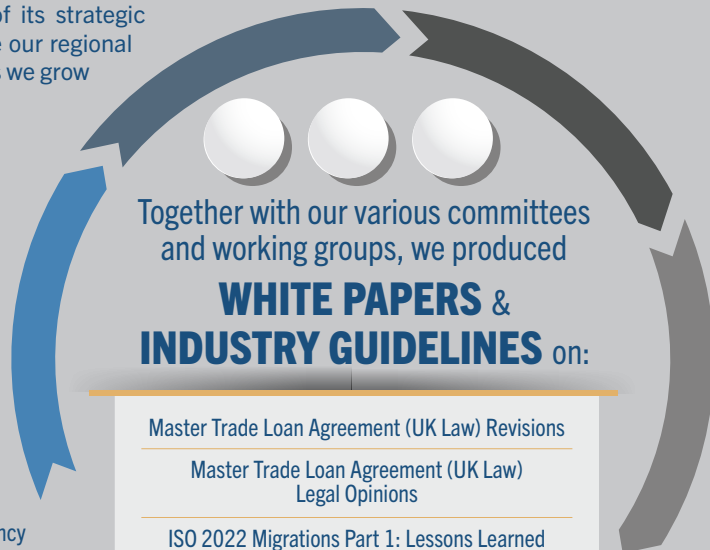 of its strategic
our regional
we grow
Together with our various committees
and working groups, we produced
WHITE PAPERS &
INDUSTRY GUIDELINES on:
Master Trade Loan Agreement (UK Law) Revisions
Master Trade Loan Agreement (UK Law)
Legal Opinions
ISO 2022 Migrations Part 1: Lessons Learned